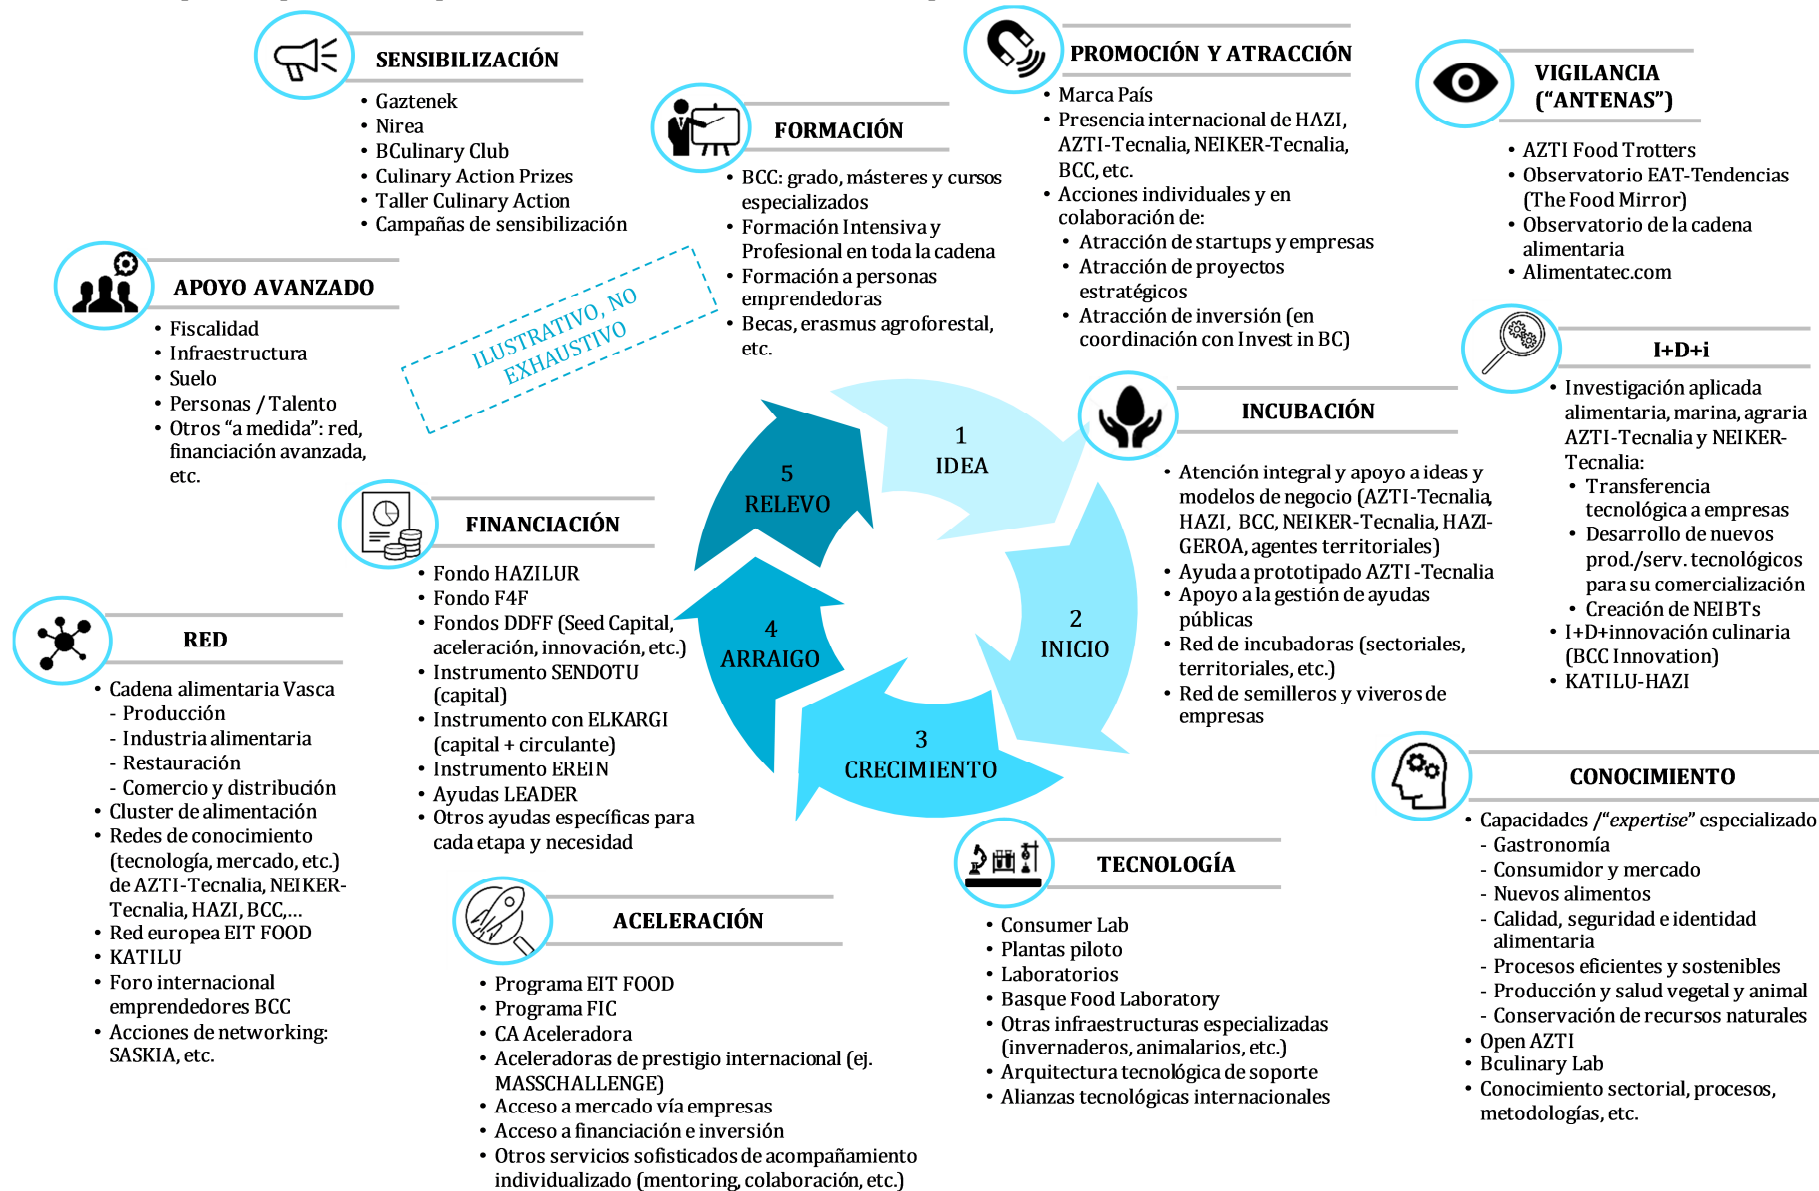 SENSIBILIZACIÓN
• Gaztenek
• Nirea
• BCulinary Club
• Culinary Action Prizes
• Taller Culinary Action
• Campañas de sensibilización
FORMACIÓN
• BCC: grado, másteres y cursos
especializados
• Formación Intensiva y
Profesional en toda la cadena
• Formación a personas
emprendedoras
• Becas, erasmus agroforestal,
etc.
PROMOCIÓN Y ATRACCIÓN
• Marca País
• Presencia internacional de HAZI,
AZTI-Tecnalia, NEIKER-Tecnalia,
BCC, etc.
• Acciones individuales y en
colaboración de:
• Atracción de startups y empresas
• Atracción de proyectos
estratégicos
• Atracción de inversión (en
coordinación con Invest in BC)
VIGILANCIA
(“ANTENAS”)
• AZTI Food Trotters
• Observatorio EAT-Tendencias
(The Food Mirror)
• Observatorio de la cadena
alimentaria
• Alimentatec.com
APOYO AVANZADO
• Fiscalidad
• Infraestructura
• Suelo
• Personas / Talento
• Otros “a medida”: red,
financiación avanzada,
etc.
ILUSTRATIVO, NO
EXHAUSTIVO
I+D+i
• Investigación aplicada
alimentaria, marina, agraria
AZTI-Tecnalia y NEIKER-
Tecnalia:
• Transferencia
tecnológica a empresas
• Desarrollo de nuevos
prod./serv. tecnológicos
para su comercialización
• Creación de NEIBTs
• I+D+innovación culinaria
(BCC Innovation)
• KATILU-HAZI
INCUBACIÓN
• Atención integral y apoyo a ideas y
modelos de negocio (AZTI-Tecnalia,
HAZI, BCC, NEIKER-Tecnalia, HAZI-
GEROA, agentes territoriales)
• Ayuda a prototipado AZTI-Tecnalia
• Apoyo a la gestión de ayudas
públicas
• Red de incubadoras (sectoriales,
territoriales, etc.)
• Red de semilleros y viveros de
empresas
1
IDEA
2
INICIO
3
CRECIMIENTO
4
ARRAIGO
5
RELEVO
FINANCIACIÓN
• Fondo HAZILUR
• Fondo F4F
• Fondos DDFF (Seed Capital,
aceleración, innovación, etc.)
• Instrumento SENDOTU
(capital)
• Instrumento con ELKARGI
(capital + circulante)
• Instrumento EREIN
• Ayudas LEADER
• Otros ayudas específicas para
cada etapa y necesidad
RED
• Cadena alimentaria Vasca
- Producción
- Industria alimentaria
- Restauración
- Comercio y distribución
• Cluster de alimentación
• Redes de conocimiento
(tecnología, mercado, etc.)
de AZTI-Tecnalia, NEIKER-
Tecnalia, HAZI, BCC,...
• Red europea EIT FOOD
• KATILU
• Foro internacional
emprendedores BCC
• Acciones de networking:
SASKIA, etc.
ACELERACIÓN
• Programa EIT FOOD
• Programa FIC
• CA Aceleradora
• Aceleradoras de prestigio internacional (ej.
MASSCHALLENGE)
• Acceso a mercado vía empresas
• Acceso a financiación e inversión
• Otros servicios sofisticados de acompañamiento
individualizado (mentoring, colaboración, etc.)
TECNOLOGÍA
• Consumer Lab
• Plantas piloto
• Laboratorios
• Basque Food Laboratory
• Otras infraestructuras especializadas
(invernaderos, animalarios, etc.)
• Arquitectura tecnológica de soporte
• Alianzas tecnológicas internacionales
CONOCIMIENTO
• Capacidades /“expertise” especializado
- Gastronomía
- Consumidor y mercado
- Nuevos alimentos
- Calidad, seguridad e identidad
alimentaria
- Procesos eficientes y sostenibles
- Producción y salud vegetal y animal
- Conservación de recursos naturales
• Open AZTI
• Bculinary Lab
• Conocimiento sectorial, procesos,
metodologías, etc.